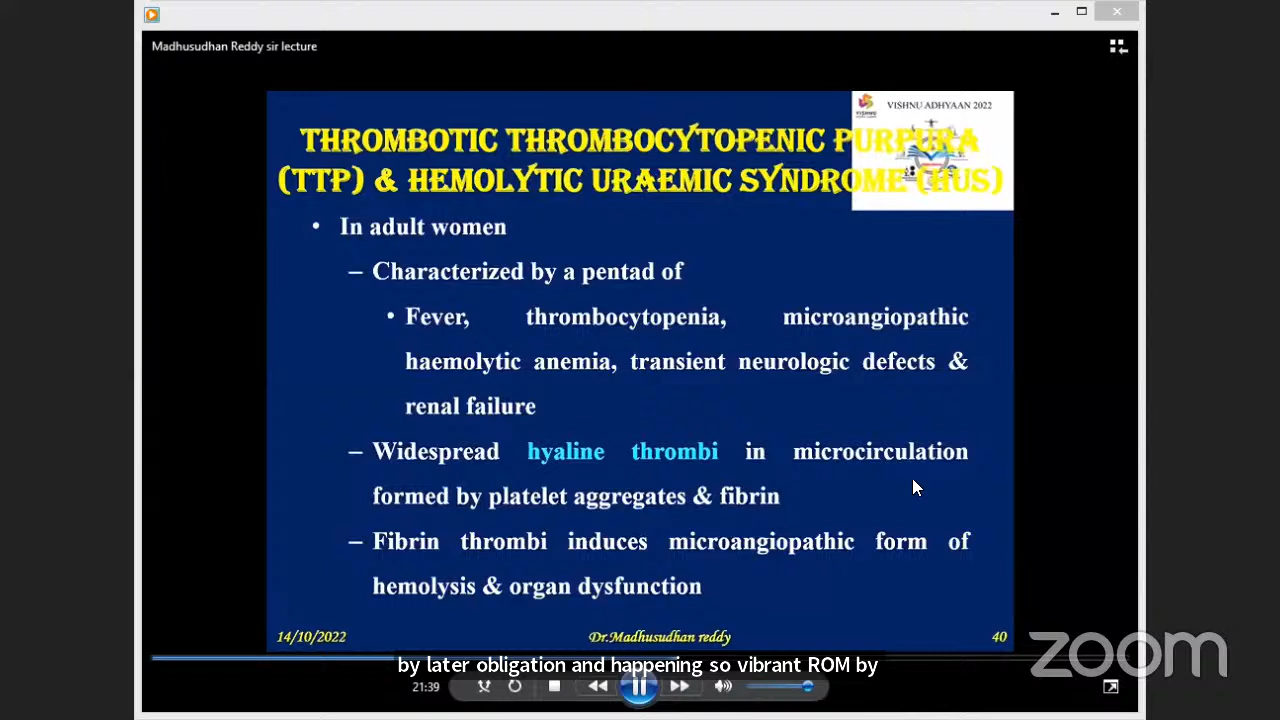 Madhusudhan Reddy sir lecture
VISHNU ADHYAAN 2022
THROMBOTIC THROMBOCYTOPENIC PURPURA
(TTP) & HEMOLYTIC URAEMIC SYNDROME (HUS)
• In adult women
– Characterized by a pentad of
• Fever, thrombocytopenia, microangiopathic
haemolytic anemia, transient neurologic defects &
renal failure
– Widespread hyaline thrombi in microcirculation
formed by platelet aggregates & fibrin
– Fibrin thrombi induces microangiopathic form of
hemolysis & organ dysfunction
14/10/2022 Dr.Madhusudhan reddy 40
by later obligation and happening so vibrant ROM by
21:39
zoom